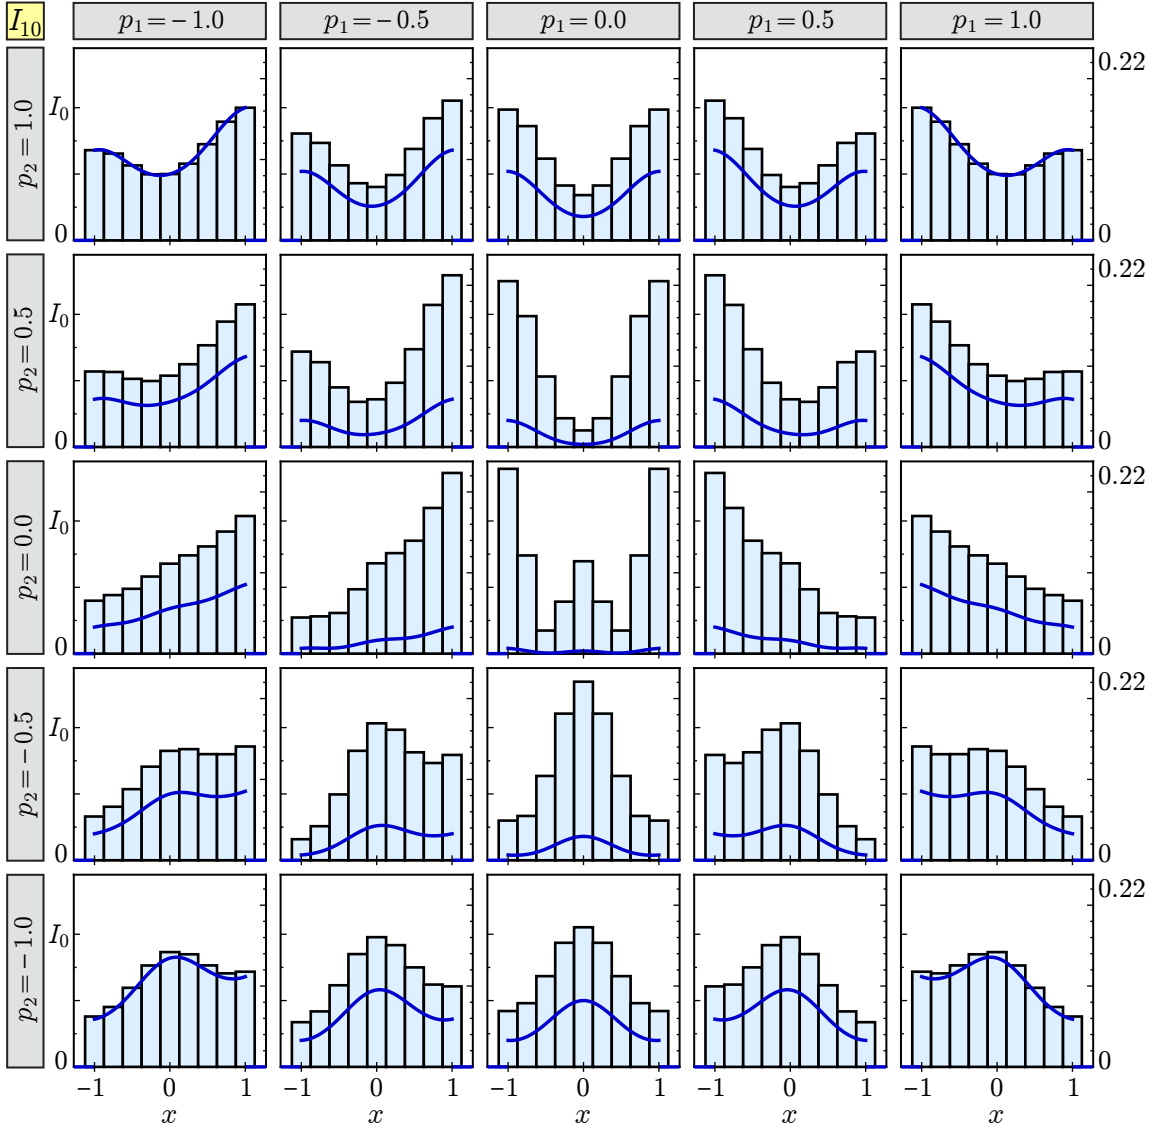 I₁₀ p₁ = −1.0 p₁ = −0.5 p₁ = 0.0 p₁ = 0.5 p₁ = 1.0
p₂ = 1.0
I₀
0
0.22
0
p₂ = 0.5
I₀
0
0.22
0
p₂ = 0.0
I₀
0
0.22
0
p₂ = −0.5
I₀
0
0.22
0
p₂ = −1.0
I₀
0
0.22
0
−1 0 1 −1 0 1 −1 0 1 −1 0 1 −1 0 1
x x x x x